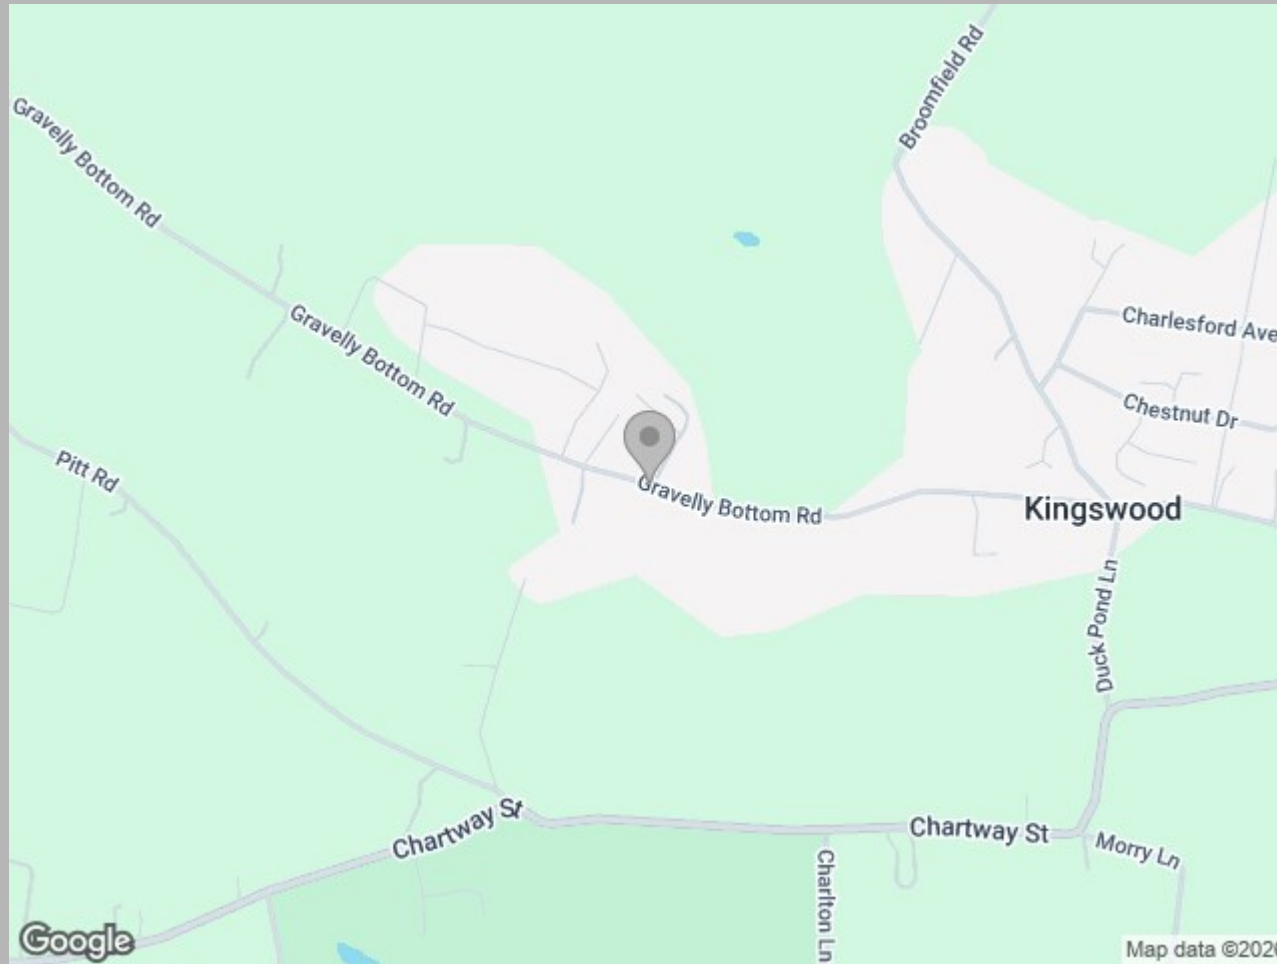 Broomfield Rd
Gravelly Bottom Rd
Charlesford Ave
Gravelly Bottom Rd
Chestnut Dr
Pitt Rd
Gravelly Bottom Rd
Kingswood
Duck Pond Ln
Chartway St
Chartway St
Morry Ln
Charlton Ln
Google
Map data ©2026